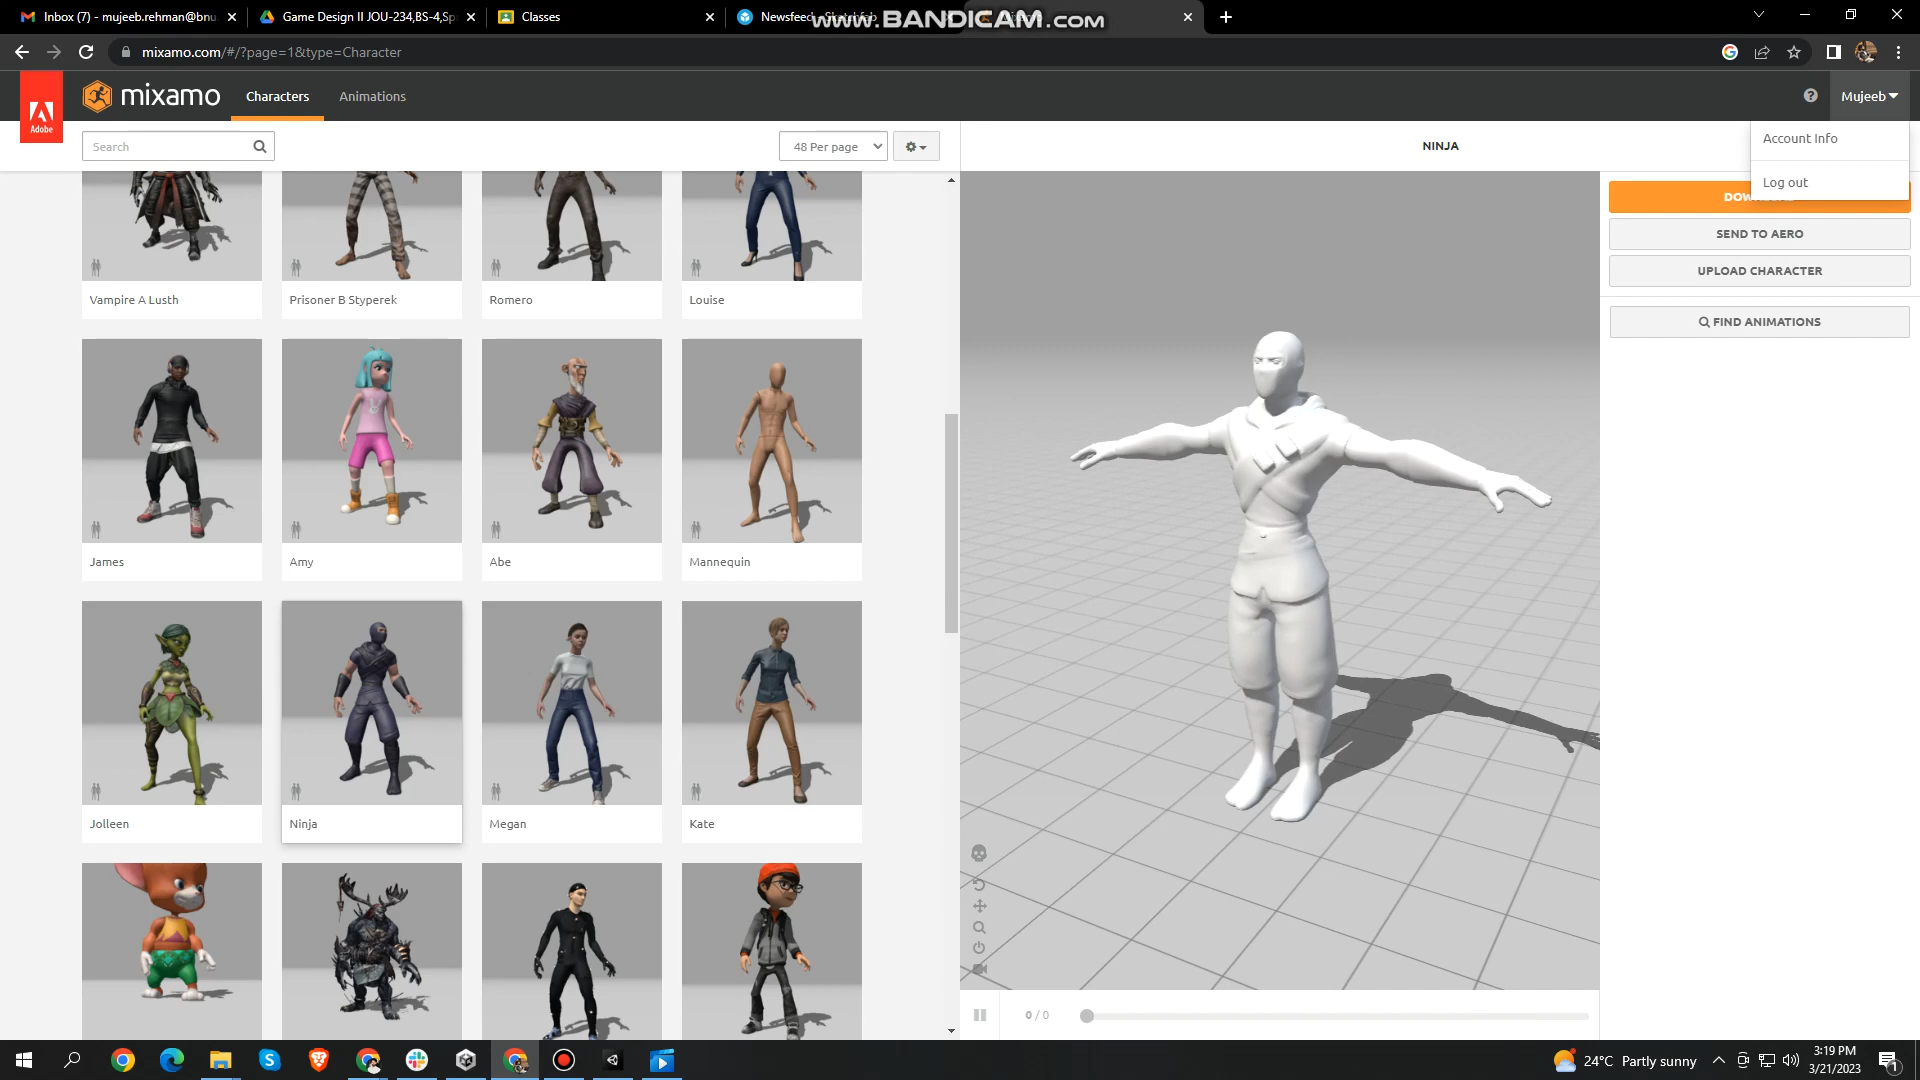 Inbox (7) - mujeeb.rehman@bnu.
Game Design II JOU-234,BS-4,Sp
Classes
Newsfeed - Sketchfab
www.BANDICAM.com
mixamo.com/#/?page=1&type=Character
Adobe
mixamo
Characters
Animations
Mujeeb
Search
48 Per page
NINJA
Account Info
Log out
SEND TO AERO
UPLOAD CHARACTER
FIND ANIMATIONS
Vampire A Lusth
Prisoner B Styperek
Romero
Louise
James
Amy
Abe
Mannequin
Jolleen
Ninja
Megan
Kate
0 / 0
24°C Partly sunny
3:19 PM
3/21/2023
1